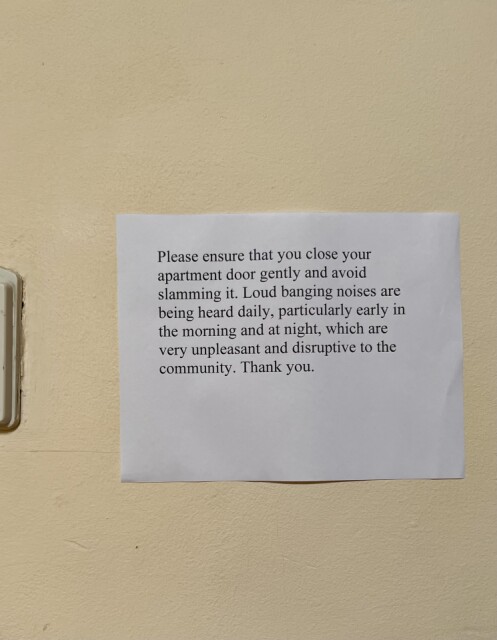 Please ensure that you close your
apartment door gently and avoid
slamming it. Loud banging noises are
being heard daily, particularly early in
the morning and at night, which are
very unpleasant and disruptive to the
community. Thank you.